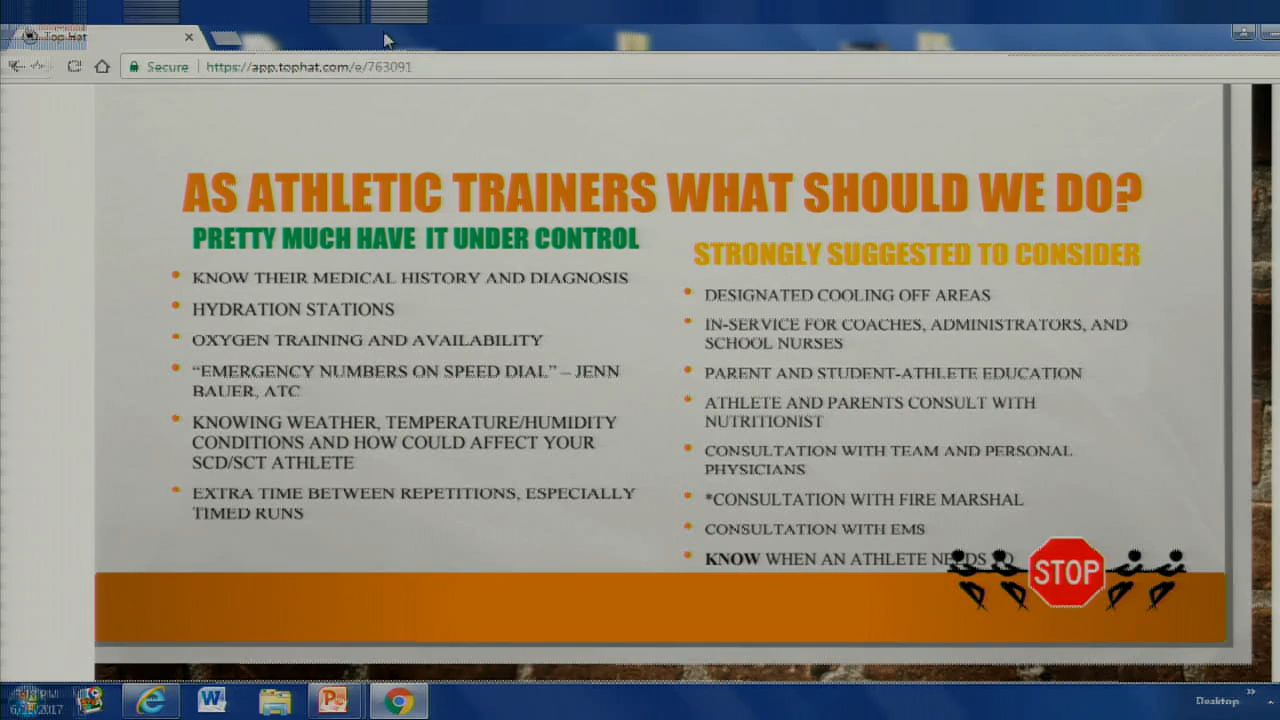 Top Hat
Secure https://app.tophat.com/e/763091
AS ATHLETIC TRAINERS WHAT SHOULD WE DO?
PRETTY MUCH HAVE IT UNDER CONTROL
• KNOW THEIR MEDICAL HISTORY AND DIAGNOSIS
• HYDRATION STATIONS
• OXYGEN TRAINING AND AVAILABILITY
• “EMERGENCY NUMBERS ON SPEED DIAL” – JENN
BAUER, ATC
• KNOWING WEATHER, TEMPERATURE/HUMIDITY
CONDITIONS AND HOW COULD AFFECT YOUR
SCD/SCT ATHLETE
• EXTRA TIME BETWEEN REPETITIONS, ESPECIALLY
TIMED RUNS
STRONGLY SUGGESTED TO CONSIDER
• DESIGNATED COOLING OFF AREAS
• IN-SERVICE FOR COACHES, ADMINISTRATORS, AND
SCHOOL NURSES
• PARENT AND STUDENT-ATHLETE EDUCATION
• ATHLETE AND PARENTS CONSULT WITH
NUTRITIONIST
• CONSULTATION WITH TEAM AND PERSONAL
PHYSICIANS
• *CONSULTATION WITH FIRE MARSHAL
• CONSULTATION WITH EMS
• KNOW WHEN AN ATHLETE NEEDS TO
STOP
Desktop